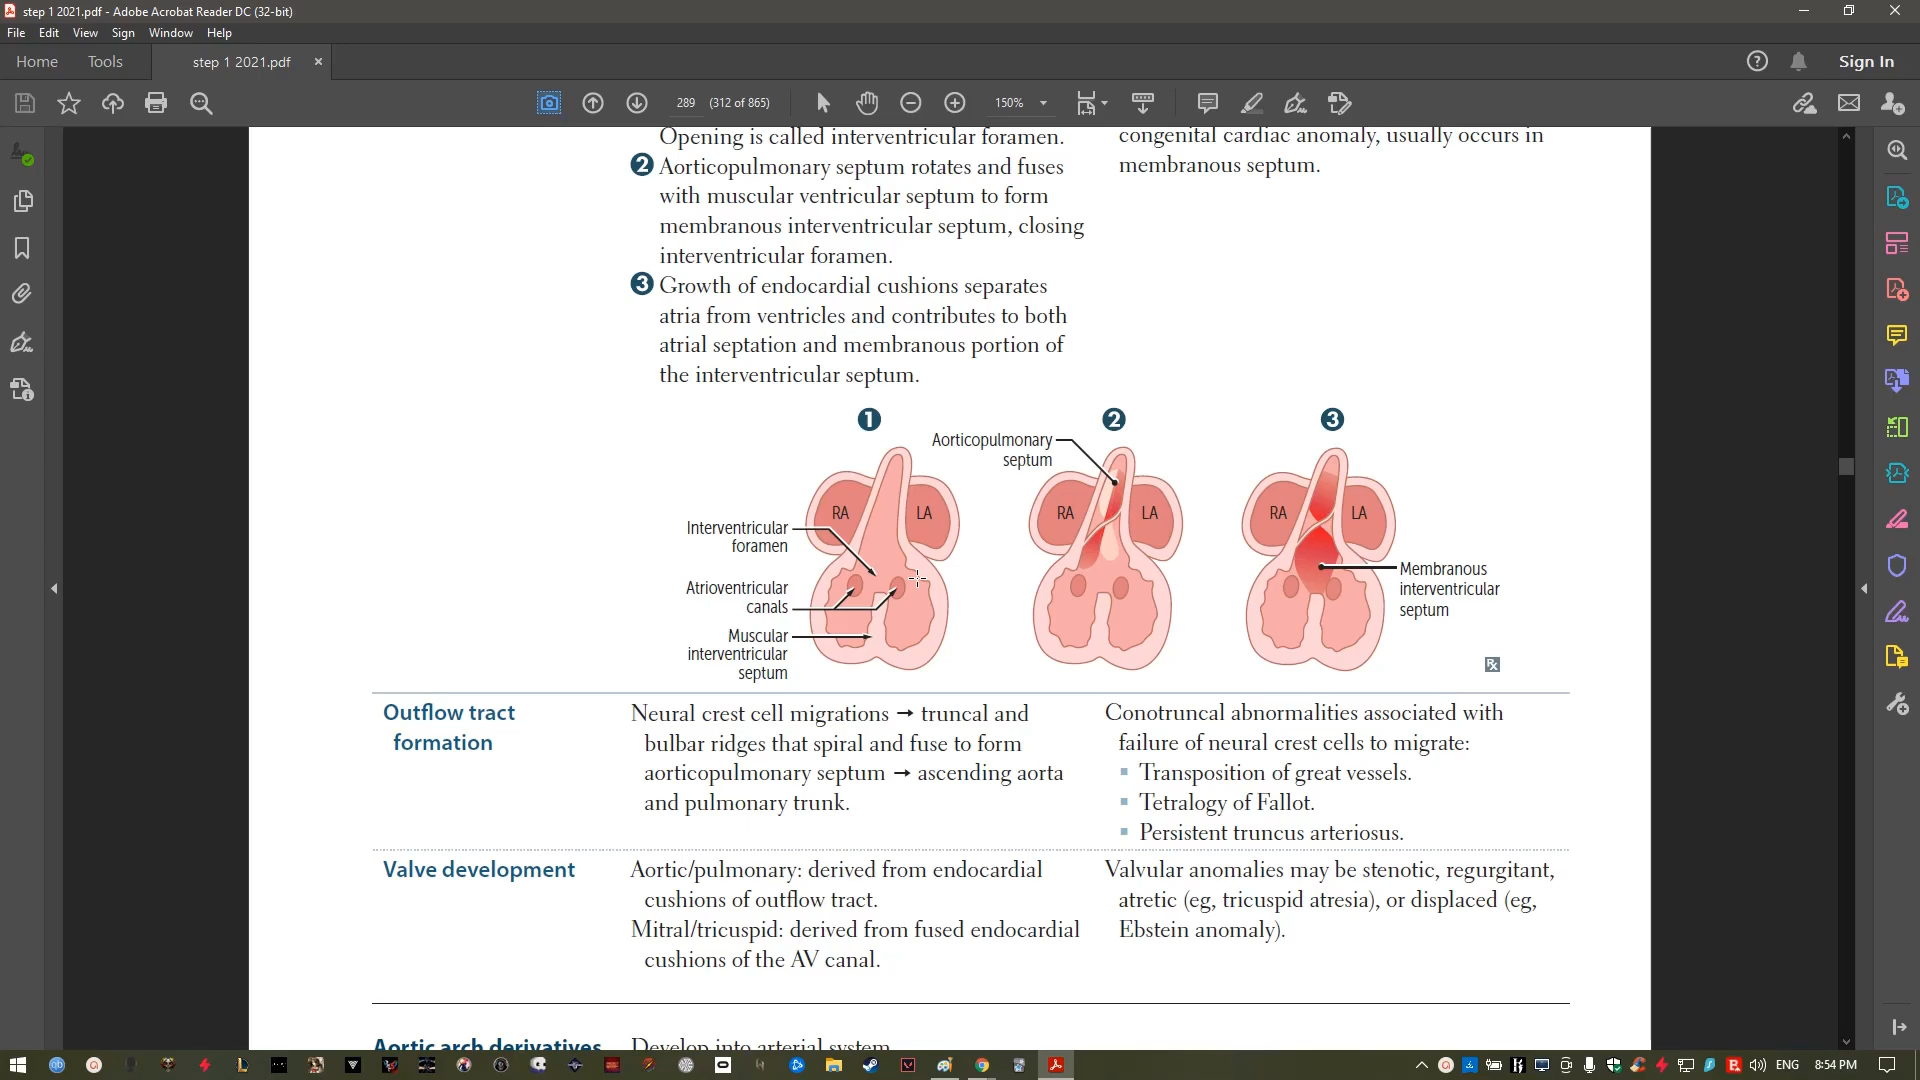 step 1 2021.pdf - Adobe Acrobat Reader DC (32-bit)
File Edit View Sign Window Help
Home Tools step 1 2021.pdf × Sign In
289 (312 of 865) 150%
Opening is called interventricular foramen.
2 Aorticopulmonary septum rotates and fuses
with muscular ventricular septum to form
membranous interventricular septum, closing
interventricular foramen.
3 Growth of endocardial cushions separates
atria from ventricles and contributes to both
atrial septation and membranous portion of
the interventricular septum.
congenital cardiac anomaly, usually occurs in
membranous septum.
1 2 3
Aorticopulmonary
septum
RA LA RA LA RA LA
Interventricular
foramen
Atrioventricular
canals
Muscular
interventricular
septum
Membranous
interventricular
septum
Rx
Outflow tract
formation
Neural crest cell migrations → truncal and
bulbar ridges that spiral and fuse to form
aorticopulmonary septum → ascending aorta
and pulmonary trunk.
Conotruncal abnormalities associated with
failure of neural crest cells to migrate:
▪ Transposition of great vessels.
▪ Tetralogy of Fallot.
▪ Persistent truncus arteriosus.
Valve development
Aortic/pulmonary: derived from endocardial
cushions of outflow tract.
Mitral/tricuspid: derived from fused endocardial
cushions of the AV canal.
Valvular anomalies may be stenotic, regurgitant,
atretic (eg, tricuspid atresia), or displaced (eg,
Ebstein anomaly).
Aortic arch derivatives Develop into arterial system.
ENG 8:54 PM